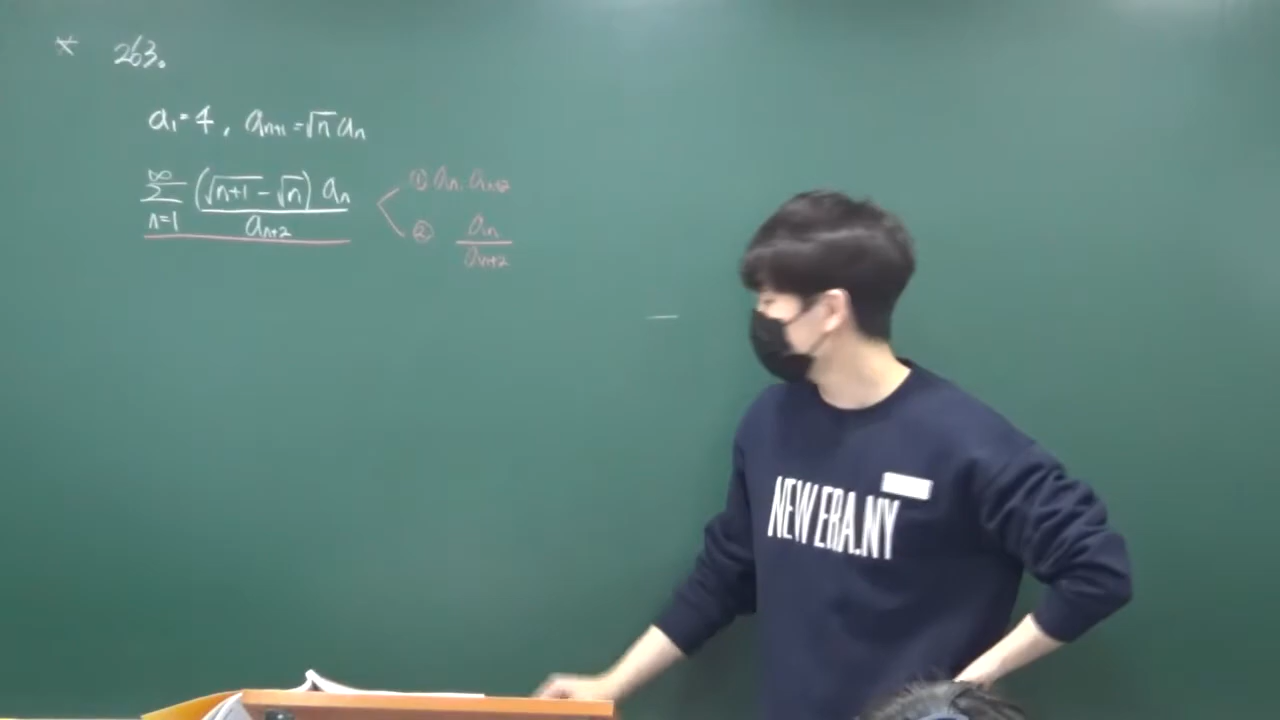 * 263.
a₁=4, aₙ₊₁=√n aₙ
∞
Σ (√n+1 - √n) aₙ
n=1 aₙ₊₂
① aₙ, aₙ₊₂
② aₙ
aₙ₊₂
NEW ERA.NY